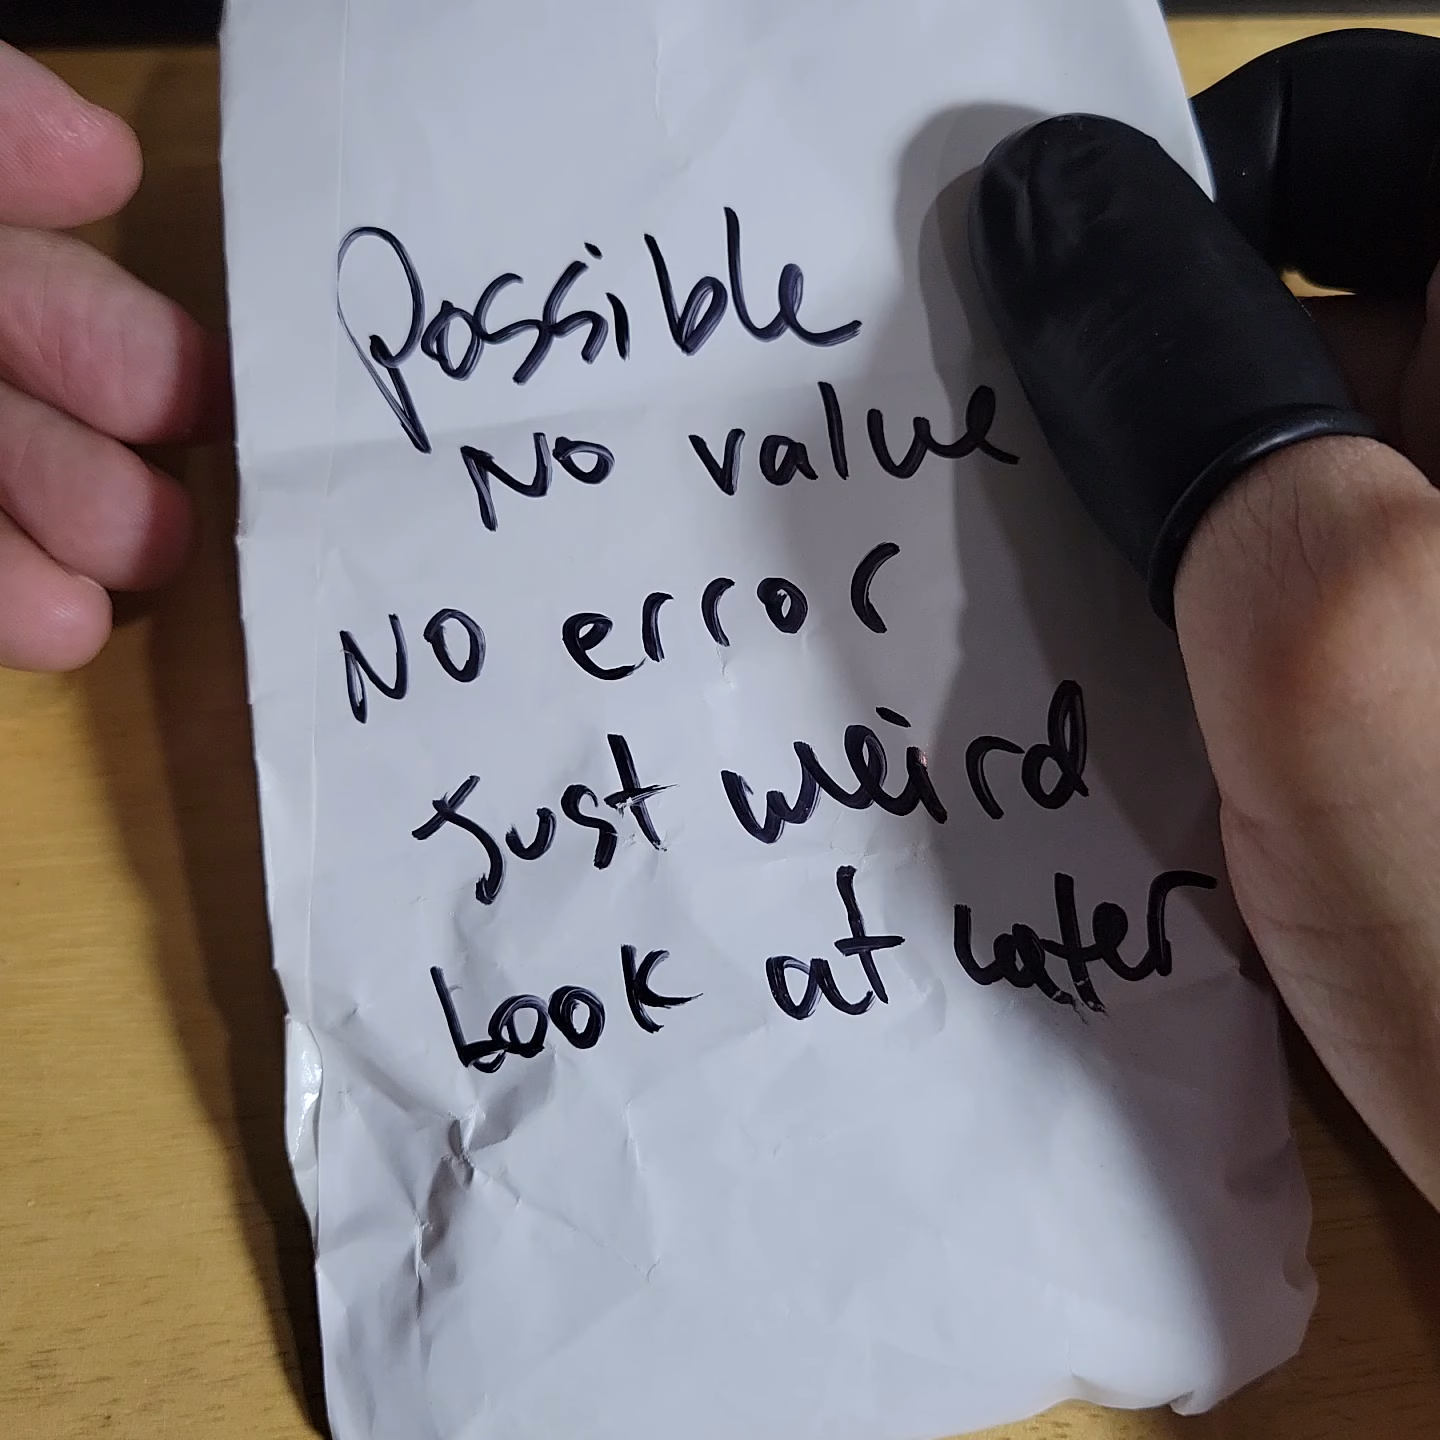 Possible
No value
No error
Just weird
Look at later